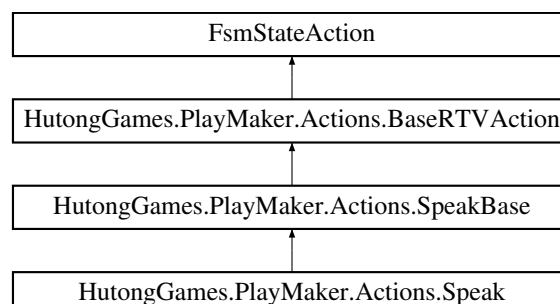 FsmStateAction
HutongGames.PlayMaker.Actions.BaseRTVAction
HutongGames.PlayMaker.Actions.SpeakBase
HutongGames.PlayMaker.Actions.Speak